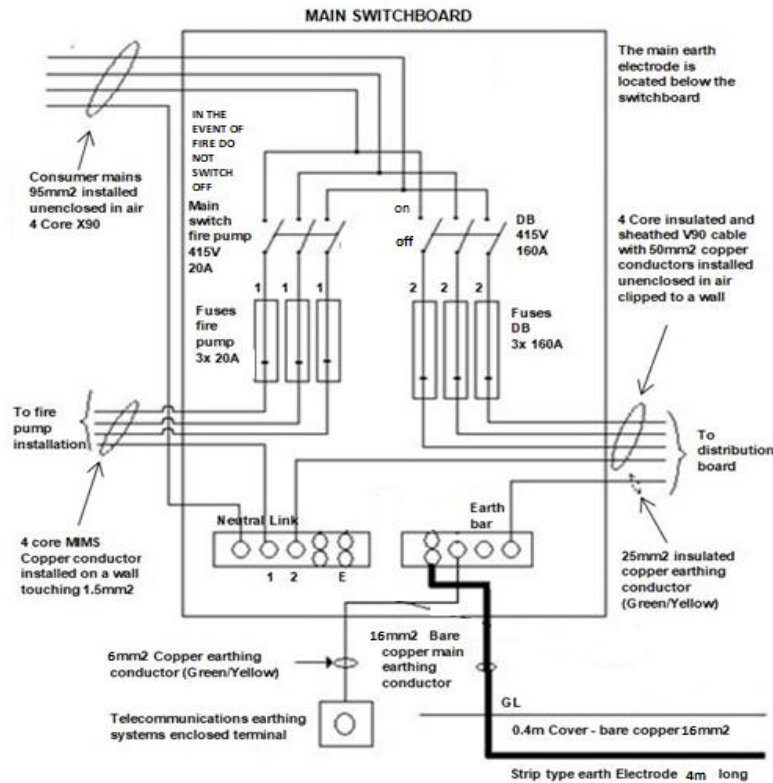 MAIN SWITCHBOARD
The main earth
electrode is
located below the
switchboard
IN THE
EVENT OF
FIRE DO
NOT
SWITCH
OFF
Consumer mains
95mm2 installed
unenclosed in air
4 Core X90
Main
switch
fire pump
415V
20A
on
off
DB
415V
160A
4 Core insulated and
sheathed V90 cable
with 50mm2 copper
conductors installed
unenclosed in air
clipped to a wall
1 1 1
2 2 2
Fuses
fire
pump
3x 20A
Fuses
DB
3x 160A
To fire
pump
installation
To
distribution
board
Neutral Link
Earth
bar
4 core MIMS
Copper conductor
installed on a wall
touching 1.5mm2
1 2 E
25mm2 insulated
copper earthing
conductor
(Green/Yellow)
6mm2 Copper earthing
conductor (Green/Yellow)
16mm2 Bare
copper main
earthing
conductor
Telecommunications earthing
systems enclosed terminal
GL
0.4m Cover - bare copper 16mm2
Strip type earth Electrode 4m long